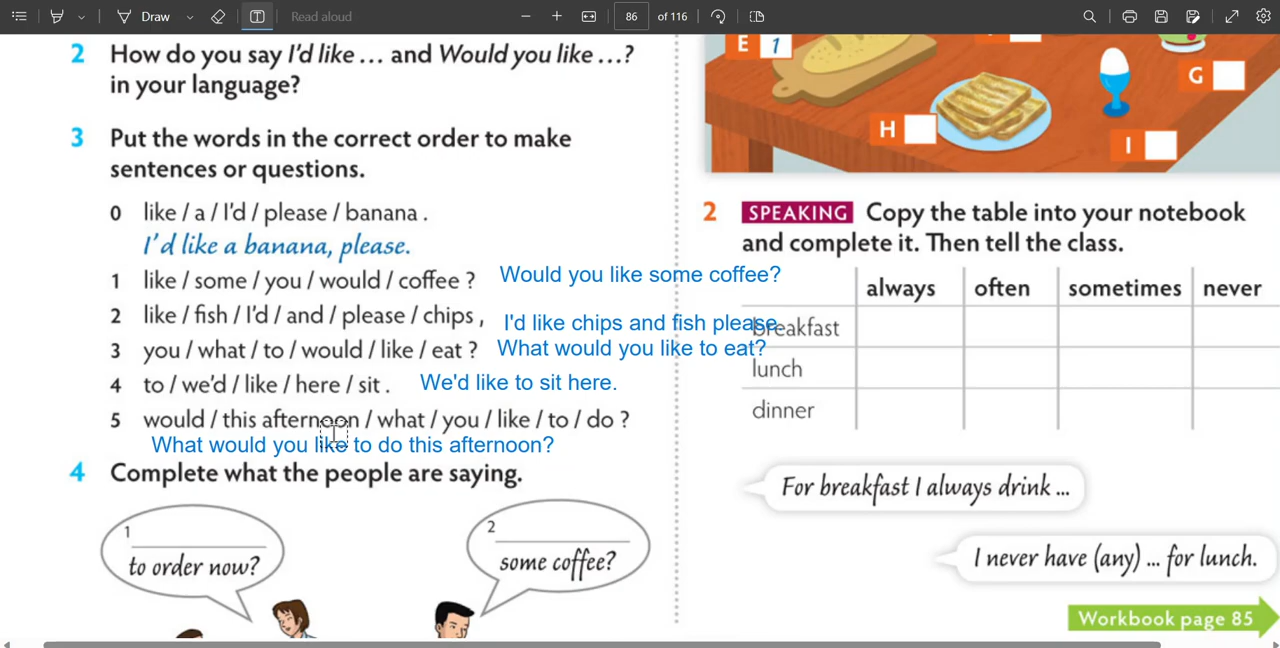 Draw
Read aloud
86 of 116
2 How do you say I'd like ... and Would you like ...?
in your language?
3 Put the words in the correct order to make
sentences or questions.
0 like / a / I'd / please / banana .
I'd like a banana, please.
1 like / some / you / would / coffee ?
Would you like some coffee?
2 like / fish / I'd / and / please / chips ,
I'd like chips and fish please
3 you / what / to / would / like / eat ?
What would you like to eat?
4 to / we'd / like / here / sit .
We'd like to sit here.
5 would / this afternoon / what / you / like / to / do ?
What would you like to do this afternoon?
4 Complete what the people are saying.
1
to order now?
2
some coffee?
E 1
G
H
I
2 SPEAKING Copy the table into your notebook
and complete it. Then tell the class.
always often sometimes never
breakfast
lunch
dinner
For breakfast I always drink ...
I never have (any) ... for lunch.
Workbook page 85